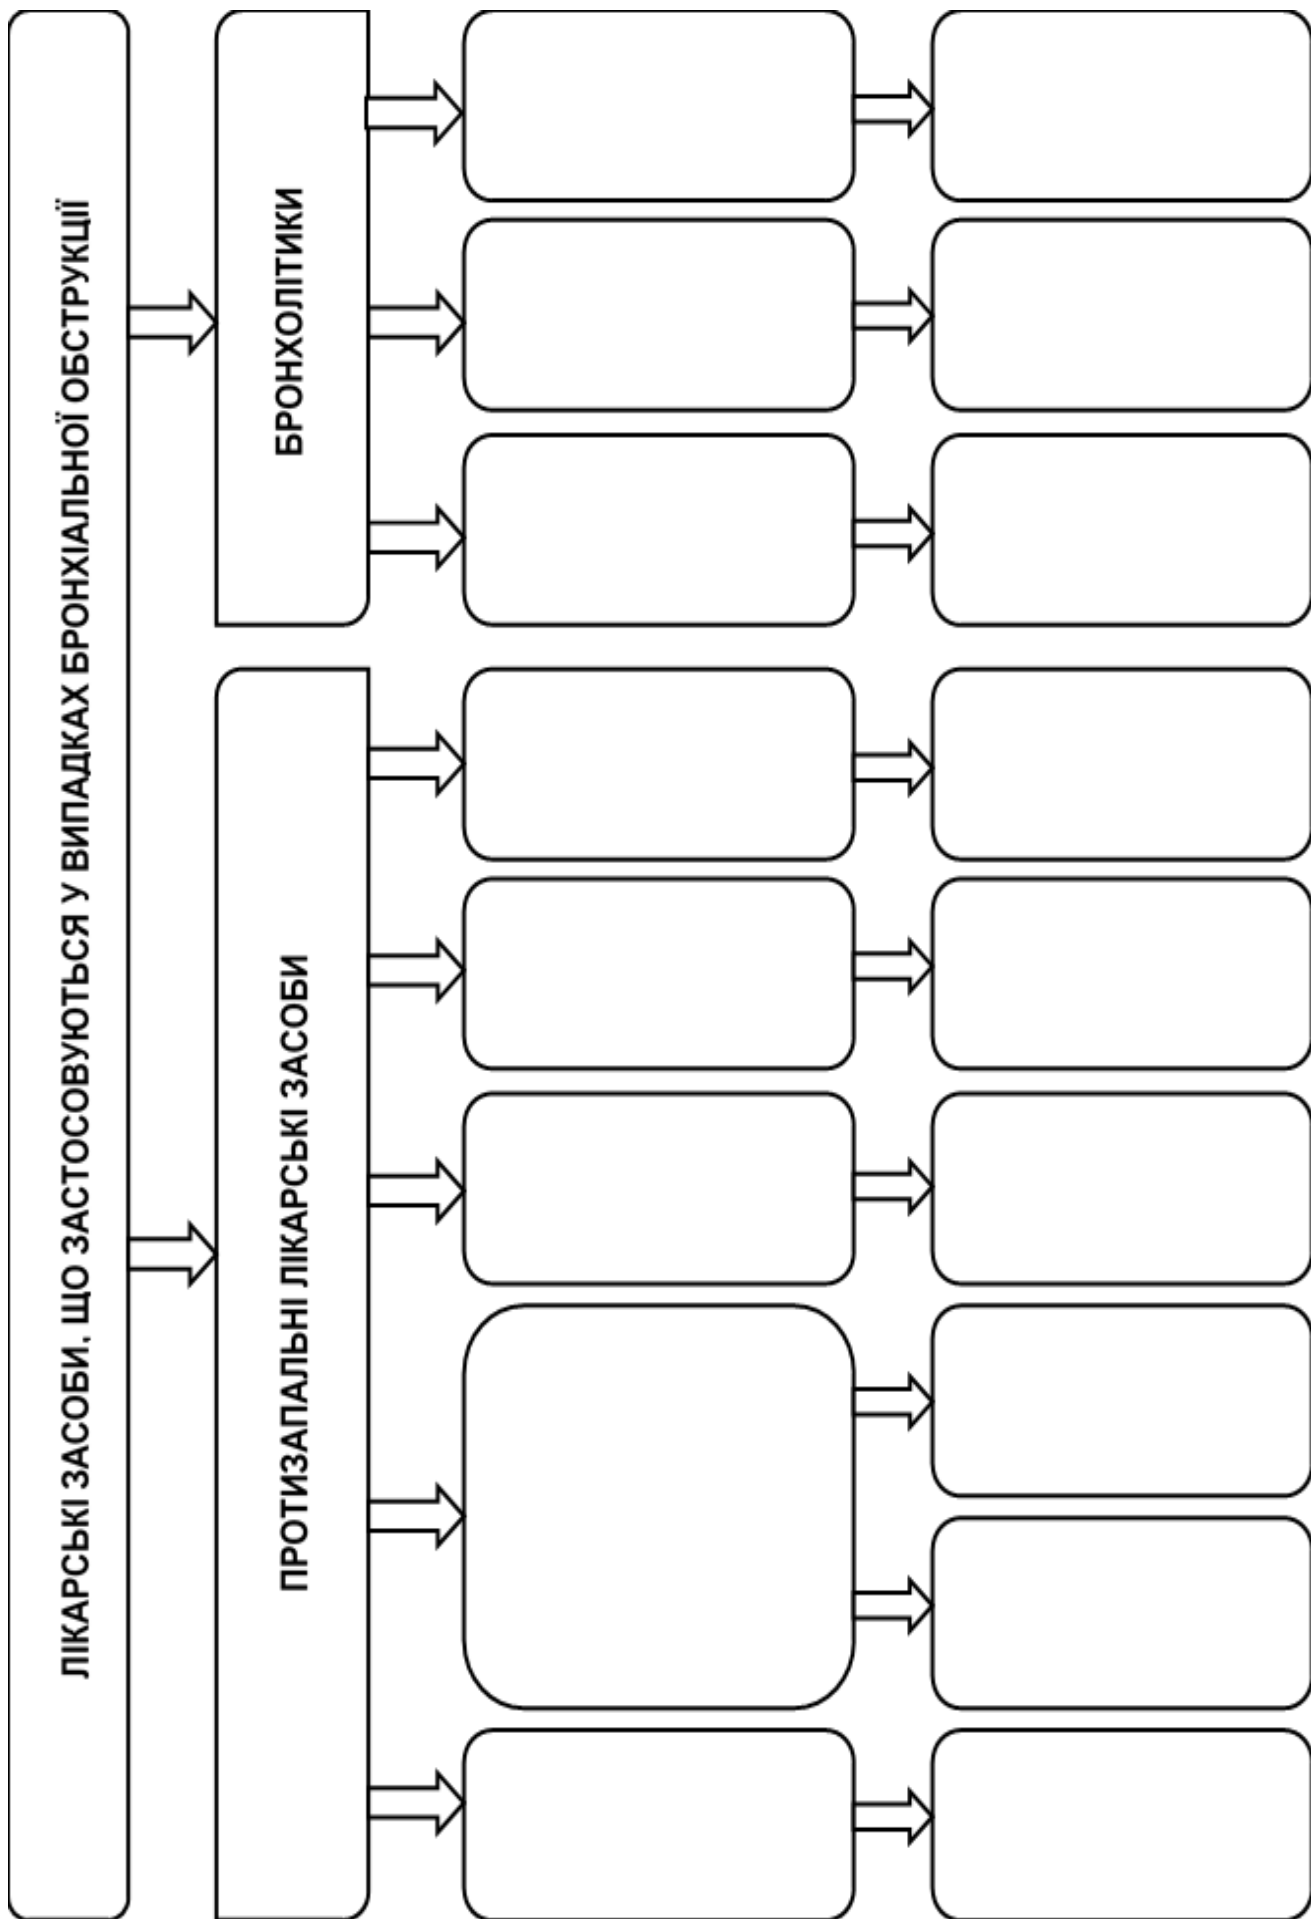 ЛІКАРСЬКІ ЗАСОБИ, ЩО ЗАСТОСОВУЮТЬСЯ У ВИПАДКАХ БРОНХІАЛЬНОЇ ОБСТРУКЦІЇ
ПРОТИЗАПАЛЬНІ ЛІКАРСЬКІ ЗАСОБИ
БРОНХОЛІТИКИ